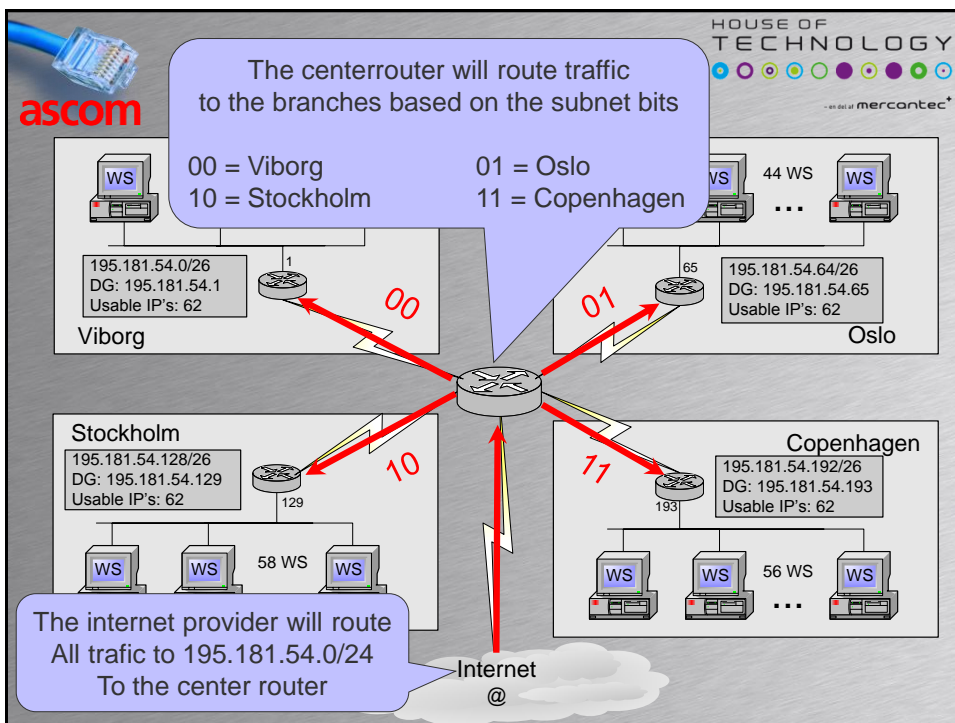 HOUSE OF
TECHNOLOGY
- en del af mercantec+
ascom
The centerrouter will route traffic
to the branches based on the subnet bits
00 = Viborg 01 = Oslo
10 = Stockholm 11 = Copenhagen
WS
WS WS
44 WS
...
195.181.54.0/26
DG: 195.181.54.1
Usable IP's: 62
1
Viborg
00
195.181.54.64/26
DG: 195.181.54.65
Usable IP's: 62
65
Oslo
01
Stockholm
195.181.54.128/26
DG: 195.181.54.129
Usable IP's: 62
129
10
WS WS WS
58 WS
Copenhagen
195.181.54.192/26
DG: 195.181.54.193
Usable IP's: 62
193
11
WS WS WS
56 WS
...
The internet provider will route
All trafic to 195.181.54.0/24
To the center router
Internet
@